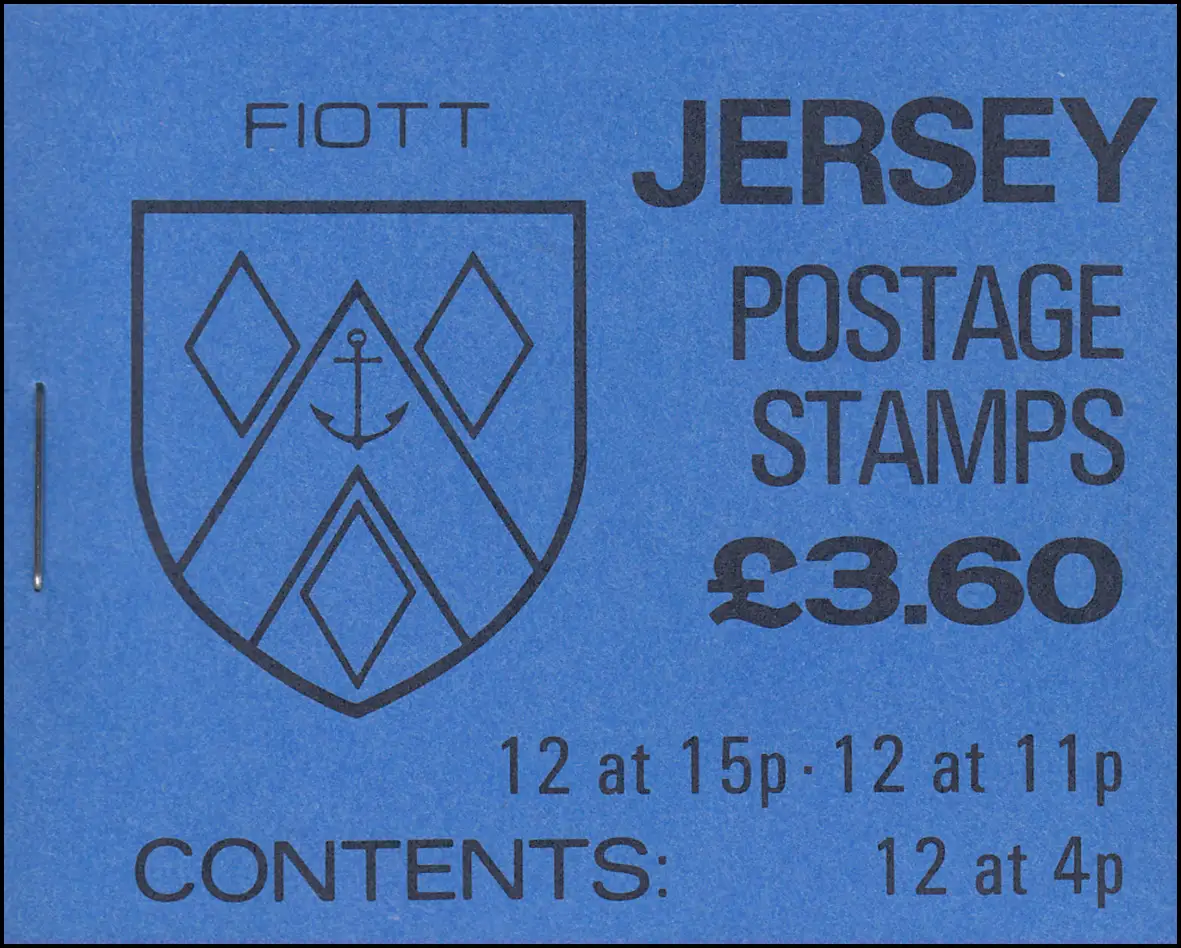 FIOTT
JERSEY
POSTAGE
STAMPS
£3.60
12 at 15p · 12 at 11p
CONTENTS: 12 at 4p